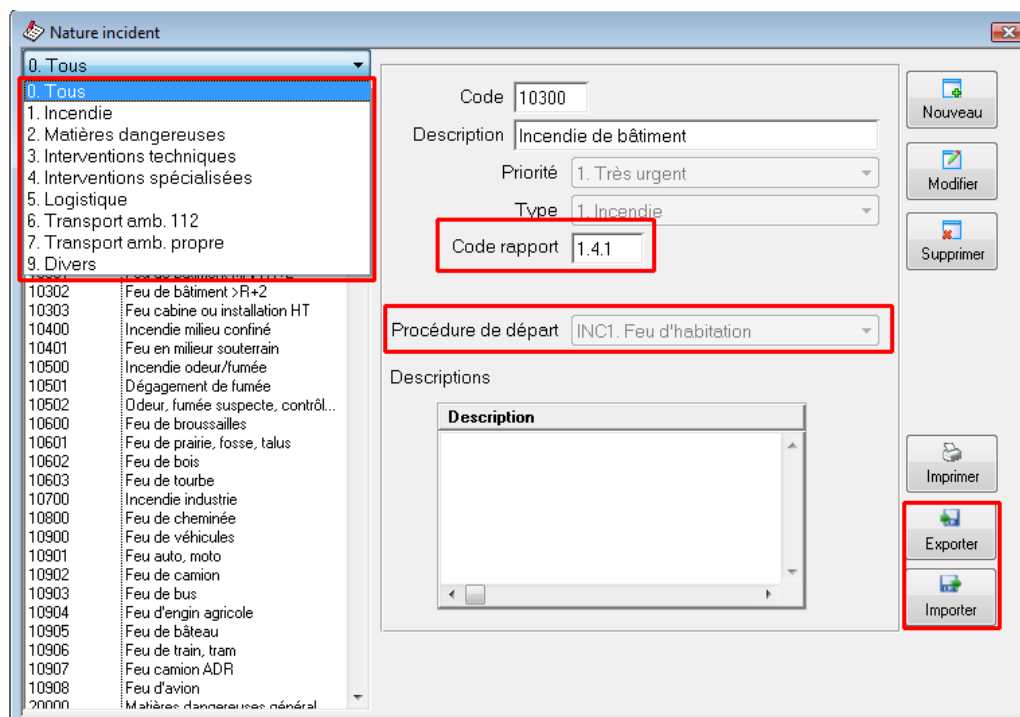 Nature incident
0. Tous
0. Tous
1. Incendie
2. Matières dangereuses
3. Interventions techniques
4. Interventions spécialisées
5. Logistique
6. Transport amb. 112
7. Transport amb. propre
9. Divers
10302 Feu de bâtiment >R+2
10303 Feu cabine ou installation HT
10400 Incendie milieu confiné
10401 Feu en milieur souterrain
10500 Incendie odeur/fumée
10501 Dégagement de fumée
10502 Odeur, fumée suspecte, contrôl...
10600 Feu de broussailles
10601 Feu de prairie, fosse, talus
10602 Feu de bois
10603 Feu de tourbe
10700 Incendie industrie
10800 Feu de cheminée
10900 Feu de véhicules
10901 Feu auto, moto
10902 Feu de camion
10903 Feu de bus
10904 Feu d'engin agricole
10905 Feu de bâteau
10906 Feu de train, tram
10907 Feu camion ADR
10908 Feu d'avion
20000 Matières dangereuses général
Code 10300
Description Incendie de bâtiment
Priorité 1. Très urgent
Type 1. Incendie
Code rapport 1.4.1
Procédure de départ INC1. Feu d'habitation
Descriptions
Description
Nouveau
Modifier
Supprimer
Imprimer
Exporter
Importer